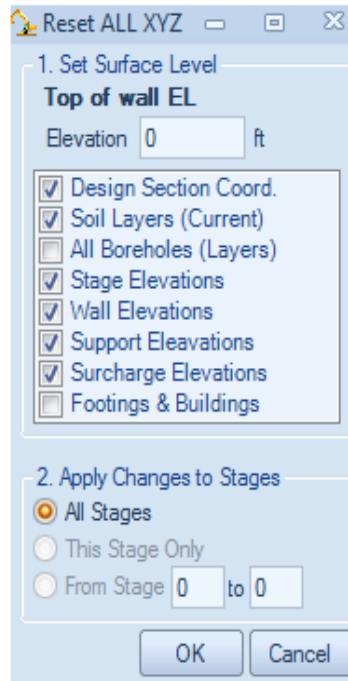 Reset ALL XYZ
1. Set Surface Level
Top of wall EL
Elevation 0 ft
Design Section Coord.
Soil Layers (Current)
All Boreholes (Layers)
Stage Elevations
Wall Elevations
Support Eleavations
Surcharge Elevations
Footings & Buildings
2. Apply Changes to Stages
All Stages
This Stage Only
From Stage 0 to 0
OK Cancel